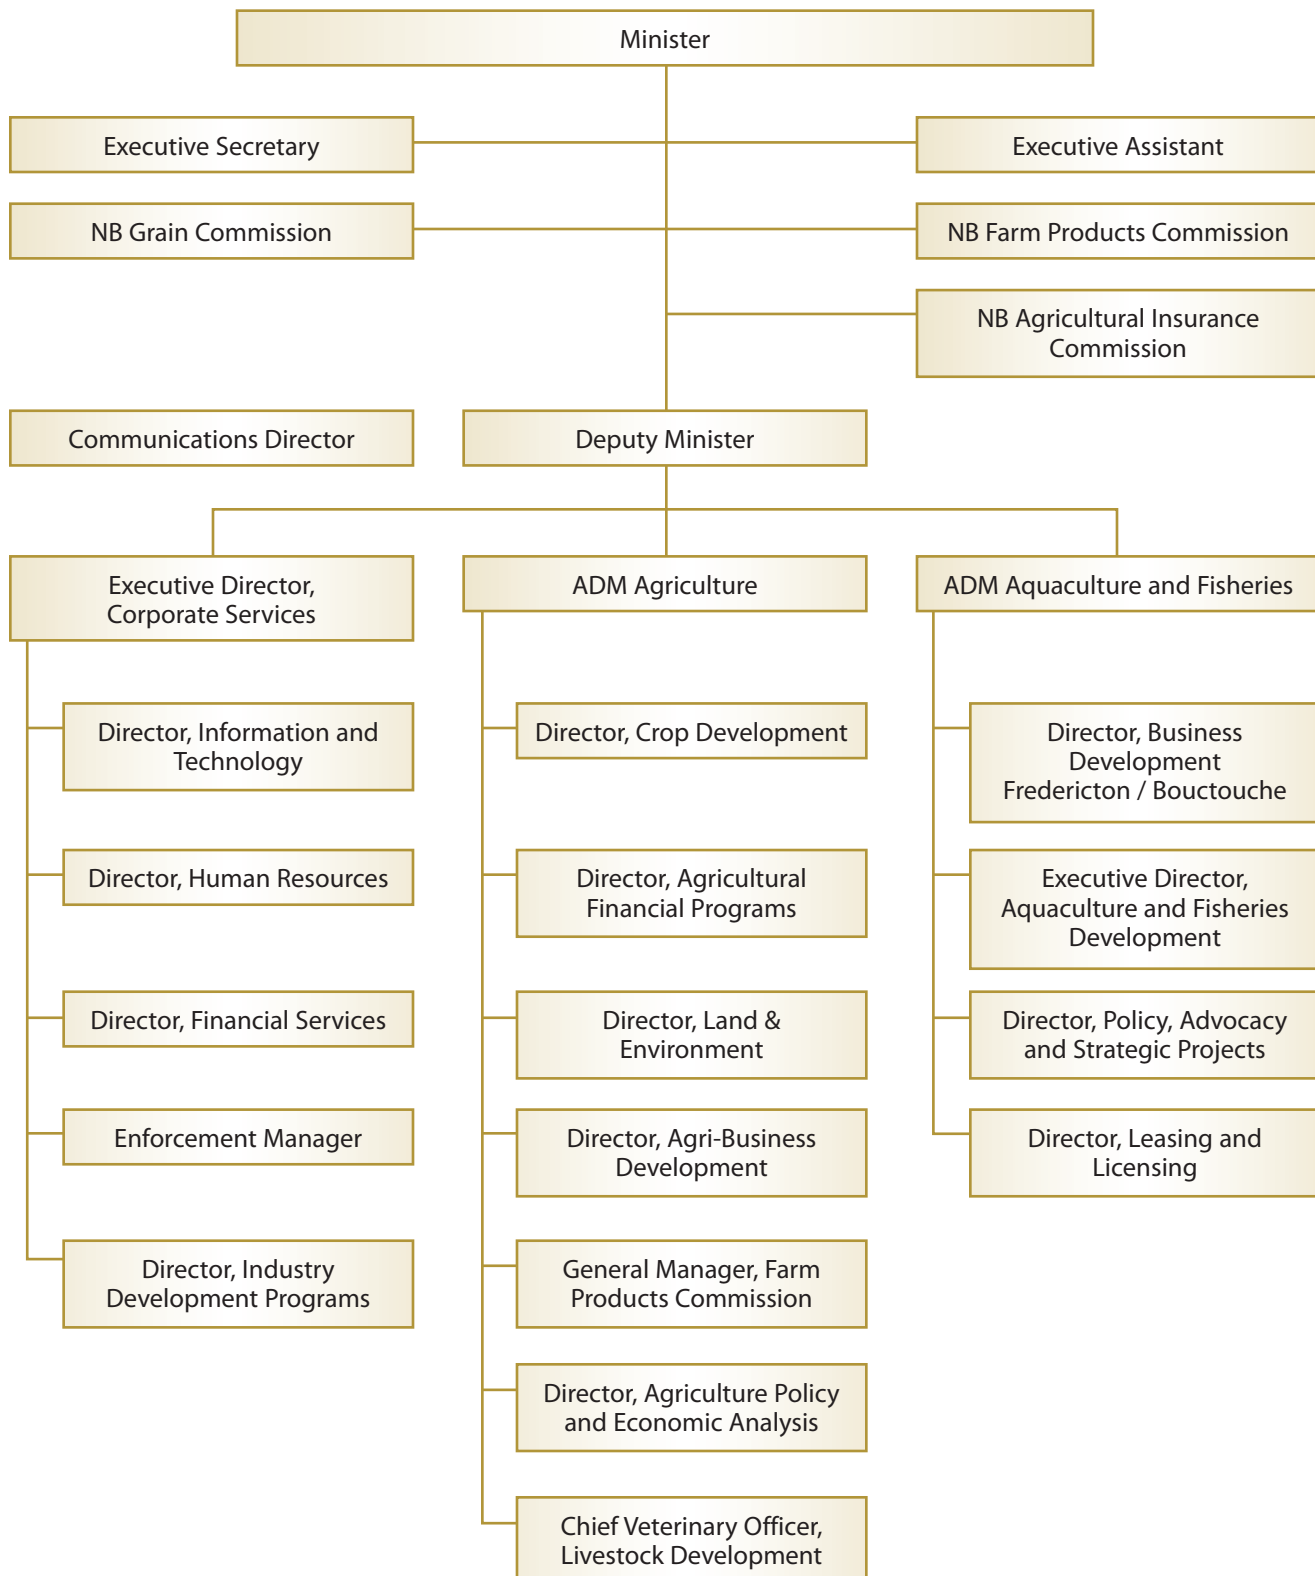 Minister
Executive Secretary
Executive Assistant
NB Grain Commission
NB Farm Products Commission
NB Agricultural Insurance
Commission
Communications Director
Deputy Minister
Executive Director,
Corporate Services
Director, Information and
Technology
Director, Human Resources
Director, Financial Services
Enforcement Manager
Director, Industry
Development Programs
ADM Agriculture
Director, Crop Development
Director, Agricultural
Financial Programs
Director, Land &
Environment
Director, Agri-Business
Development
General Manager, Farm
Products Commission
Director, Agriculture Policy
and Economic Analysis
Chief Veterinary Officer,
Livestock Development
ADM Aquaculture and Fisheries
Director, Business
Development
Fredericton / Bouctouche
Executive Director,
Aquaculture and Fisheries
Development
Director, Policy, Advocacy
and Strategic Projects
Director, Leasing and
Licensing